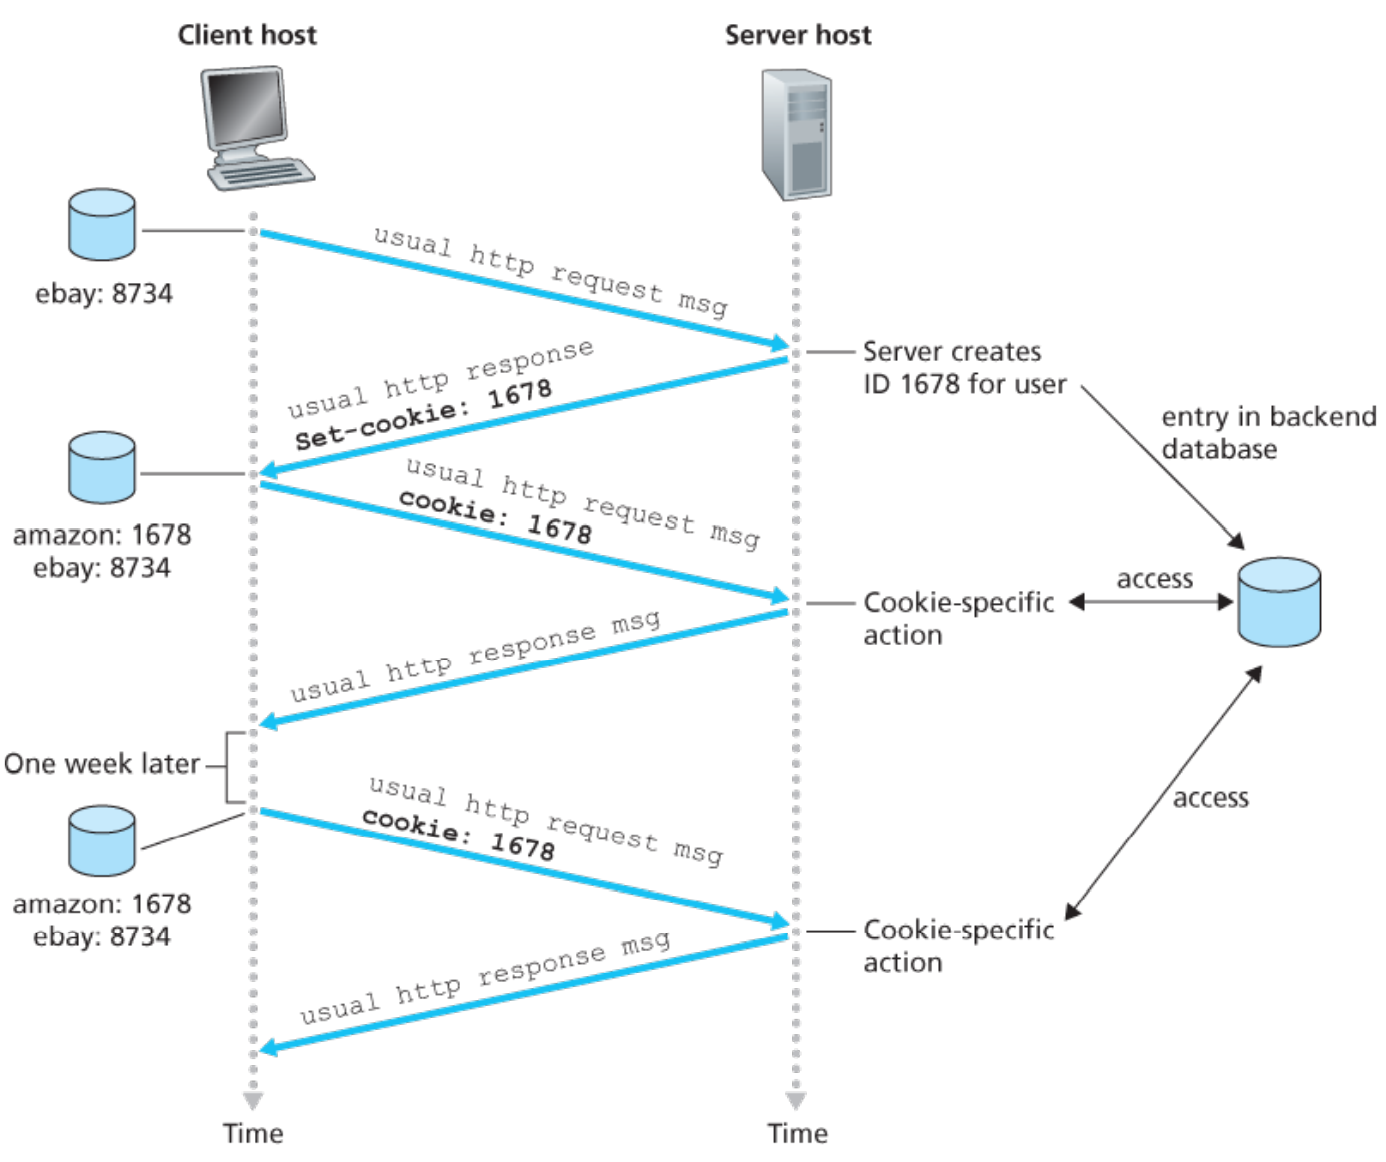 Client host
Server host
usual http request msg
ebay: 8734
Server creates
ID 1678 for user
usual http response
Set-cookie: 1678
entry in backend
database
usual http request msg
cookie: 1678
amazon: 1678
ebay: 8734
access
Cookie-specific
action
usual http response msg
One week later
usual http request msg
cookie: 1678
access
amazon: 1678
ebay: 8734
Cookie-specific
action
usual http response msg
Time
Time